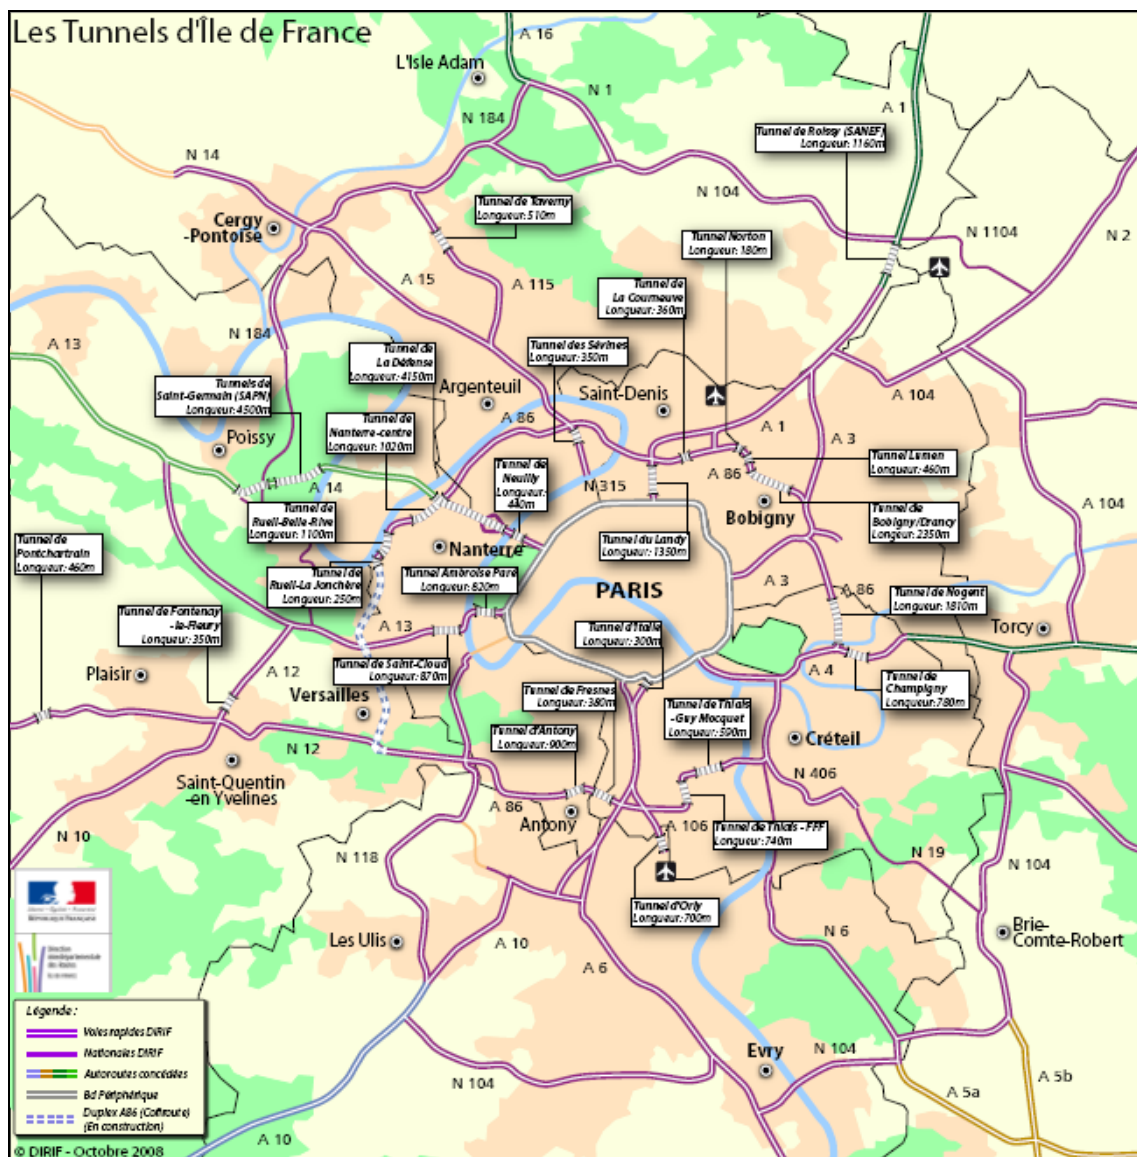 Les Tunnels d'Île de France
A 16
L'Isle Adam
N 1
A 1
N 184
Tunnel de Roissy (SANEF)
Longueur: 1160m
N 14
N 104
Tunnel de Taverny
Longueur: 510m
Cergy
-Pontoise
Tunnel Norton
Longueur: 180m
N 1104
N 2
A 15
A 115
Tunnel de
La Courneuve
Longueur: 360m
N 184
A 13
Tunnel de
La Défense
Longueur: 4150m
Tunnel des Sévines
Longueur: 350m
Argenteuil
Saint-Denis
A 104
Tunnels de
Saint-Germain (SAPN)
Longueur: 4500m
Tunnel de
Nanterre-centre
Longueur: 1020m
A 86
A 1
A 3
Poissy
Tunnel de
Neuilly
Longueur:
440m
A 86
Tunnel Lumen
Longueur: 460m
A 14
N 315
Bobigny
Tunnel de
Bobigny/Drancy
Longueur: 2350m
A 104
Tunnel de
Rueil-Belle-Rive
Longueur: 1100m
Tunnel de
Pontchartrain
Longueur: 460m
Nanterre
Tunnel du Landy
Longueur: 1350m
Tunnel de
Rueil-La Jonchère
Longueur: 250m
Tunnel Ambroise Paré
Longueur: 820m
PARIS
A 3
A 86
Tunnel de Nogent
Longueur: 1810m
Tunnel de Fontenay
-le-Fleury
Longueur: 350m
A 13
Tunnel d'Italie
Longueur: 300m
Torcy
Plaisir
A 12
Tunnel de Saint-Cloud
Longueur: 870m
A 4
Tunnel de
Champigny
Longueur: 780m
Versailles
Tunnel de Fresnes
Longueur: 380m
Tunnel de Thiais
-Guy Mocquet
Longueur: 590m
Tunnel d'Antony
Longueur: 900m
Créteil
N 12
Saint-Quentin
-en Yvelines
N 406
A 86
Antony
A 106
Tunnel de Thiais - FFF
Longueur: 740m
N 10
N 118
N 19
N 104
Tunnel d'Orly
Longueur: 700m
Liberté • Égalité • Fraternité
RÉPUBLIQUE FRANÇAISE
Les Ulis
A 10
A 6
N 6
Brie-
Comte-Robert
Direction
interdépartementale
des Routes
Légende :
Voies rapides DIRIF
Nationales DIRIF
Autoroutes concédées
Bd Périphérique
Duplex A86 (Cofiroute)
(En construction)
Evry
N 104
N 104
A 5a
A 5b
A 10
© DIRIF - Octobre 2008